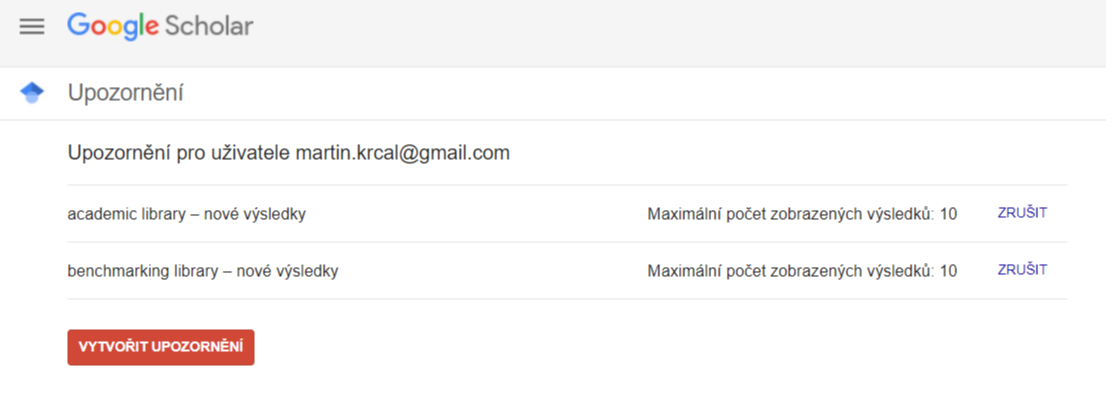 Google Scholar
Upozornění
Upozornění pro uživatele martin.krcal@gmail.com
academic library – nové výsledky Maximální počet zobrazených výsledků: 10 ZRUŠIT
benchmarking library – nové výsledky Maximální počet zobrazených výsledků: 10 ZRUŠIT
VYTVOŘIT UPOZORNĚNÍ